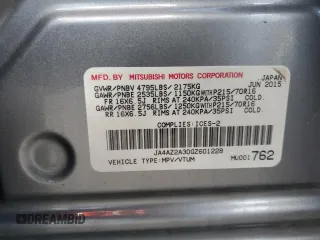 MFD. BY MITSUBISHI MOTORS CORPORATION
JAPAN
GVWR/PNBV 4795LBS/2175KG JUN 2015
GAWR/PNBE 2535LBS/1150KG WITH P215/70R16
FR 16X6.5J RIMS AT 240KPA/35PSI COLD.
GAWR/PNBE 2756LBS/1250KG WITH P215/70R16
RR 16X6.5J RIMS AT 240KPA/35PSI COLD.
COMPLIES:ICES-2
JA4AZ2A30GZ601228
VEHICLE TYPE:MPV/VTUM
MU001 762